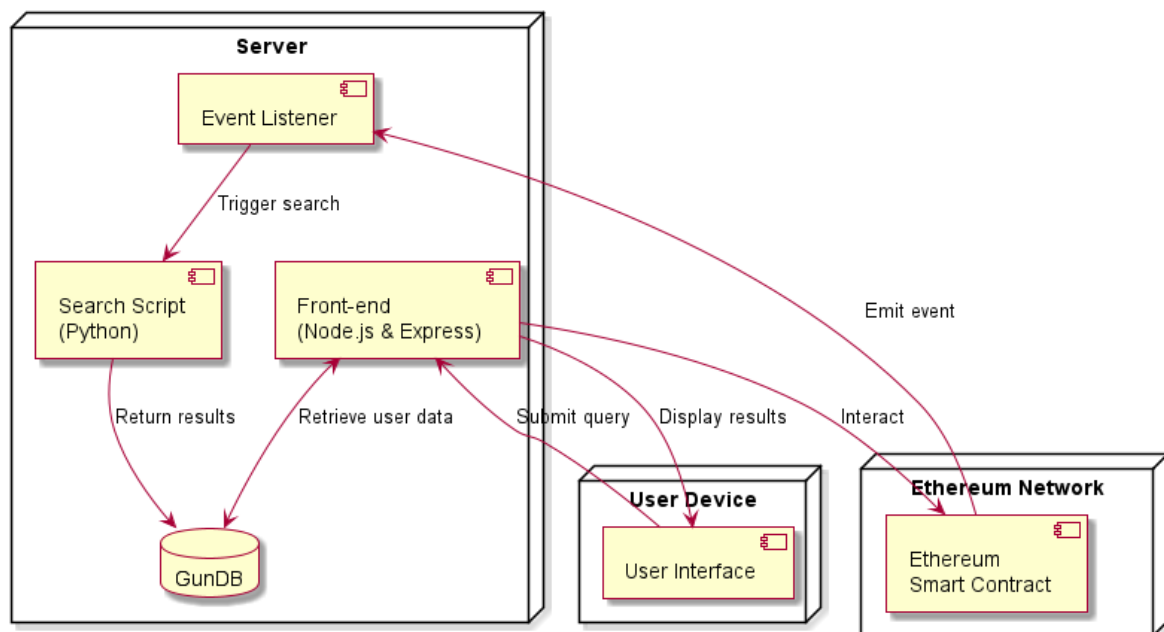 Server
Event Listener
Trigger search
Emit event
Search Script
(Python)
Front-end
(Node.js & Express)
Return results
Retrieve user data
Submit query
Display results
Interact
User Device
Ethereum Network
User Interface
Ethereum
Smart Contract
GunDB